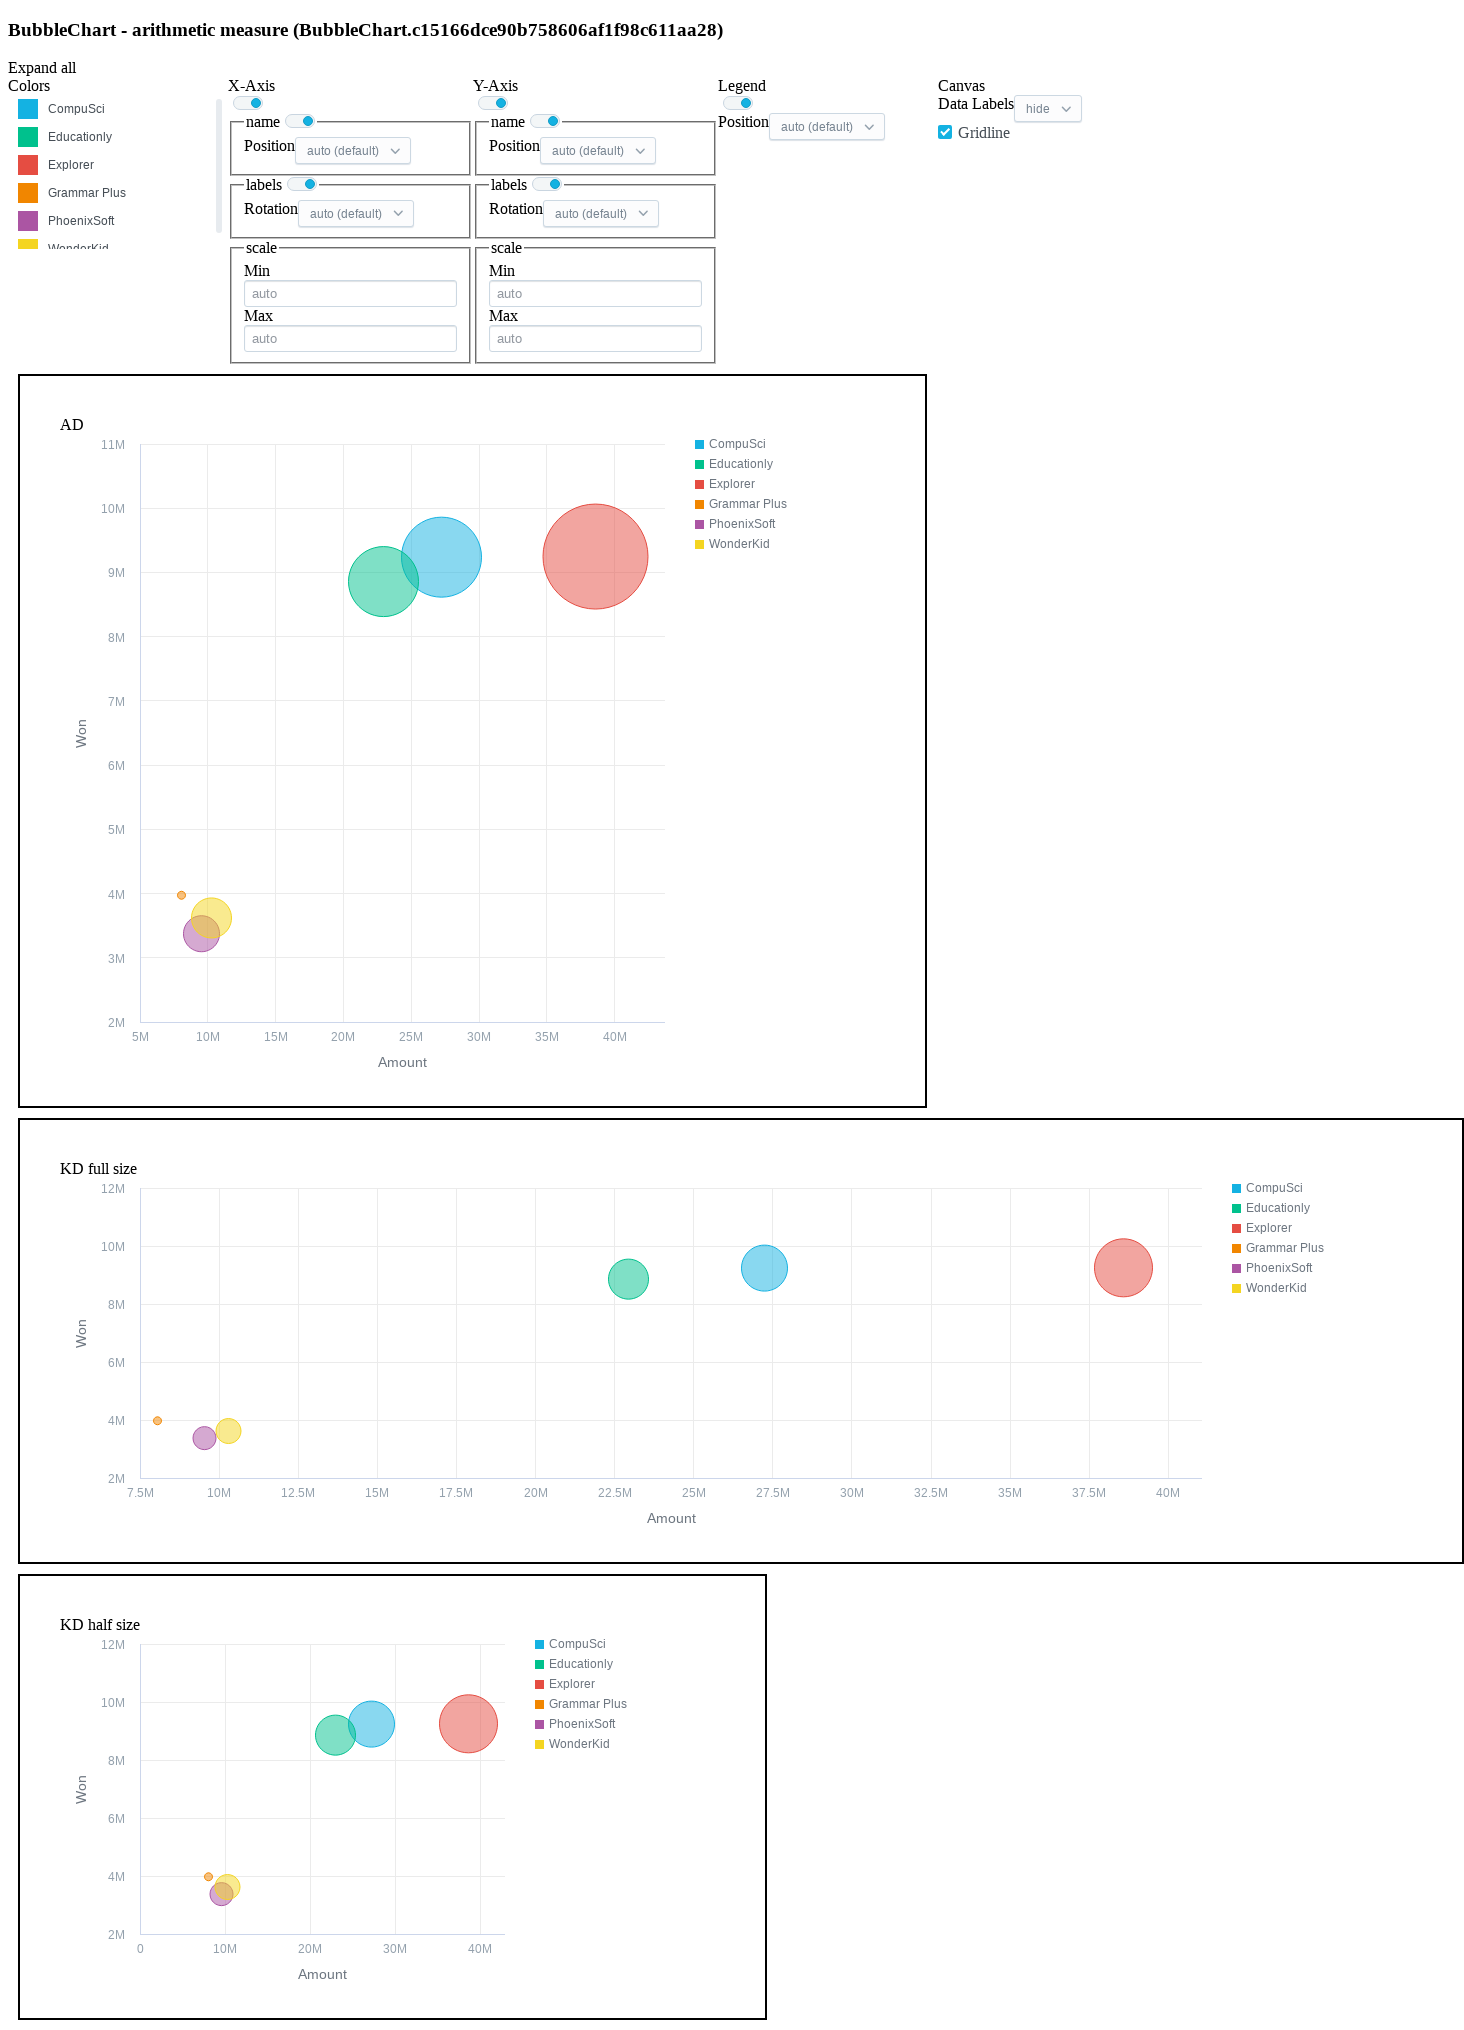 BubbleChart - arithmetic measure (BubbleChart.c15166dce90b758606af1f98c611aa28)
Expand all
Colors
CompuSci
Educationly
Explorer
Grammar Plus
PhoenixSoft
WonderKid
X-Axis
name
Position auto (default)
labels
Rotation auto (default)
scale
Min
auto
Max
auto
Y-Axis
name
Position auto (default)
labels
Rotation auto (default)
scale
Min
auto
Max
auto
Legend
Position auto (default)
Canvas
Data Labels hide
Gridline
AD
11M
10M
9M
8M
7M
6M
5M
4M
3M
2M
Won
5M 10M 15M 20M 25M 30M 35M 40M
Amount
CompuSci
Educationly
Explorer
Grammar Plus
PhoenixSoft
WonderKid
KD full size
12M
10M
8M
6M
4M
2M
Won
7.5M 10M 12.5M 15M 17.5M 20M 22.5M 25M 27.5M 30M 32.5M 35M 37.5M 40M
Amount
CompuSci
Educationly
Explorer
Grammar Plus
PhoenixSoft
WonderKid
KD half size
12M
10M
8M
6M
4M
2M
Won
0 10M 20M 30M 40M
Amount
CompuSci
Educationly
Explorer
Grammar Plus
PhoenixSoft
WonderKid